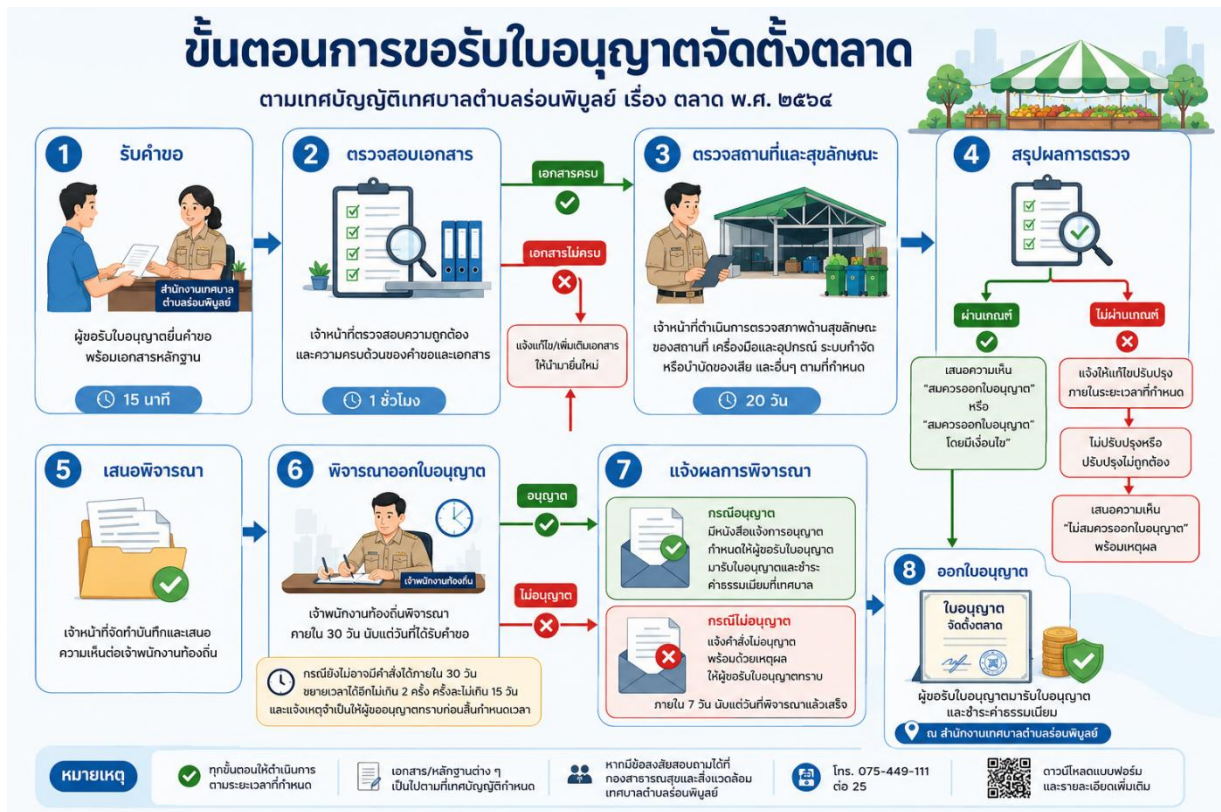 ขั้นตอนการขอรับใบอนุญาตจัดตั้งตลาด
ตามเทศบัญญัติเทศบาลตำบลร่อนพิบูลย์ เรื่อง ตลาด พ.ศ. ๒๕๖๔
1 รับคำขอ
สำนักงานเทศบาล
ตำบลร่อนพิบูลย์
ผู้ขอรับใบอนุญาตยื่นคำขอ
พร้อมเอกสารหลักฐาน
15 นาที
2 ตรวจสอบเอกสาร
เจ้าหน้าที่ตรวจสอบความถูกต้อง
และความครบถ้วนของคำขอและเอกสาร
1 ชั่วโมง
เอกสารครบ
เอกสารไม่ครบ
แจ้งแก้ไข/เพิ่มเติมเอกสาร
ให้นำมายื่นใหม่
3 ตรวจสถานที่และสุขลักษณะ
เจ้าหน้าที่ดำเนินการตรวจสภาพด้านสุขลักษณะ
ของสถานที่ เครื่องมือและอุปกรณ์ ระบบกำจัด
หรือบำบัดของเสีย และอื่นๆ ตามที่กำหนด
20 วัน
4 สรุปผลการตรวจ
ผ่านเกณฑ์
เสนอความเห็น
"สมควรออกใบอนุญาต"
หรือ
"สมควรออกใบอนุญาต"
โดยมีเงื่อนไข"
ไม่ผ่านเกณฑ์
แจ้งให้แก้ไขปรับปรุง
ภายในระยะเวลาที่กำหนด
ไม่ปรับปรุงหรือ
ปรับปรุงไม่ถูกต้อง
เสนอความเห็น
"ไม่สมควรออกใบอนุญาต"
พร้อมเหตุผล
5 เสนอพิจารณา
เจ้าหน้าที่จัดทำบันทึกและเสนอ
ความเห็นต่อเจ้าพนักงานท้องถิ่น
6 พิจารณาออกใบอนุญาต
เจ้าพนักงานท้องถิ่น
เจ้าพนักงานท้องถิ่นพิจารณา
ภายใน 30 วัน นับแต่วันที่ได้รับคำขอ
กรณียังไม่อาจมีคำสั่งได้ภายใน 30 วัน
ขยายเวลาได้อีกไม่เกิน 2 ครั้ง ครั้งละไม่เกิน 15 วัน
และแจ้งเหตุจำเป็นให้ผู้ขออนุญาตทราบก่อนสิ้นกำหนดเวลา
อนุญาต
ไม่อนุญาต
7 แจ้งผลการพิจารณา
กรณีอนุญาต
มีหนังสือแจ้งการอนุญาต
กำหนดให้ผู้ขอรับใบอนุญาต
มารับใบอนุญาตและชำระ
ค่าธรรมเนียมที่เทศบาล
กรณีไม่อนุญาต
แจ้งคำสั่งไม่อนุญาต
พร้อมด้วยเหตุผล
ให้ผู้ขอรับใบอนุญาตทราบ
ภายใน 7 วัน นับแต่วันที่พิจารณาแล้วเสร็จ
8 ออกใบอนุญาต
ใบอนุญาต
จัดตั้งตลาด
ผู้ขอรับใบอนุญาตมารับใบอนุญาต
และชำระค่าธรรมเนียม
ณ สำนักงานเทศบาลตำบลร่อนพิบูลย์
หมายเหตุ
ทุกขั้นตอนให้ดำเนินการ
ตามระยะเวลาที่กำหนด
เอกสาร/หลักฐานต่าง ๆ
เป็นไปตามที่เทศบัญญัติกำหนด
หากมีข้อสงสัยสอบถามได้ที่
กองสาธารณสุขและสิ่งแวดล้อม
เทศบาลตำบลร่อนพิบูลย์
โทร. 075-449-111
ต่อ 25
ดาวน์โหลดแบบฟอร์ม
และรายละเอียดเพิ่มเติม